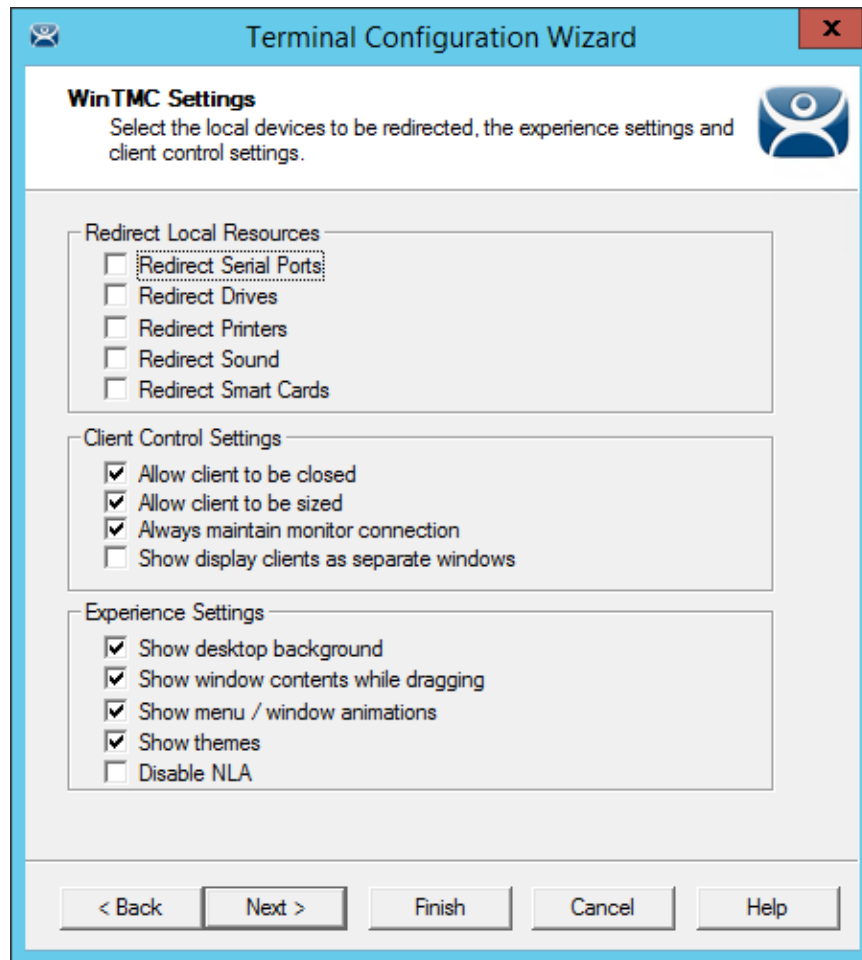 Terminal Configuration Wizard
x
WinTMC Settings
Select the local devices to be redirected, the experience settings and
client control settings.
Redirect Local Resources
Redirect Serial Ports
Redirect Drives
Redirect Printers
Redirect Sound
Redirect Smart Cards
Client Control Settings
Allow client to be closed
Allow client to be sized
Always maintain monitor connection
Show display clients as separate windows
Experience Settings
Show desktop background
Show window contents while dragging
Show menu / window animations
Show themes
Disable NLA
< Back Next > Finish Cancel Help